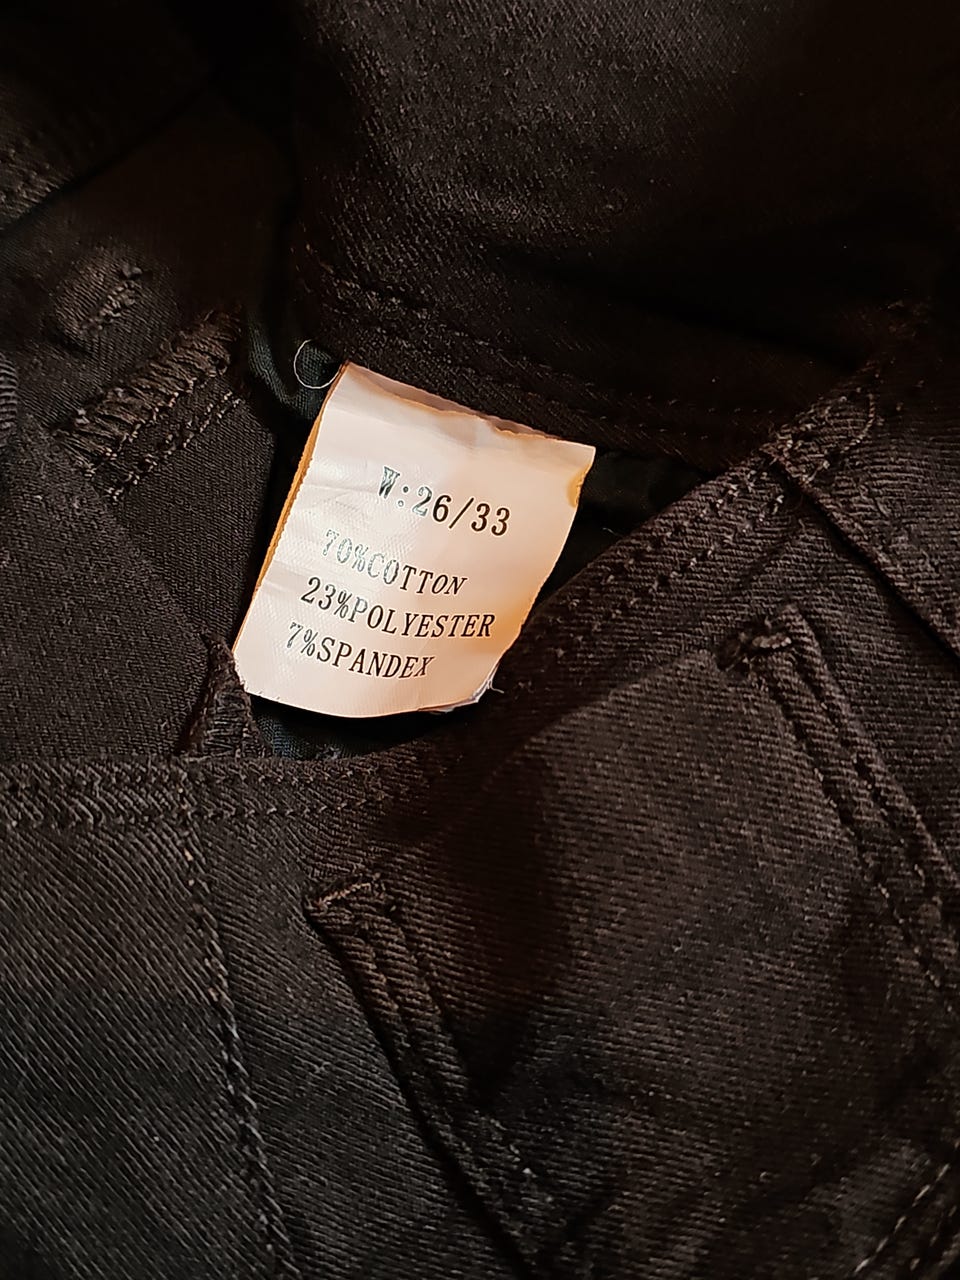 W:26/33
70%COTTON
23%POLYESTER
7%SPANDEX